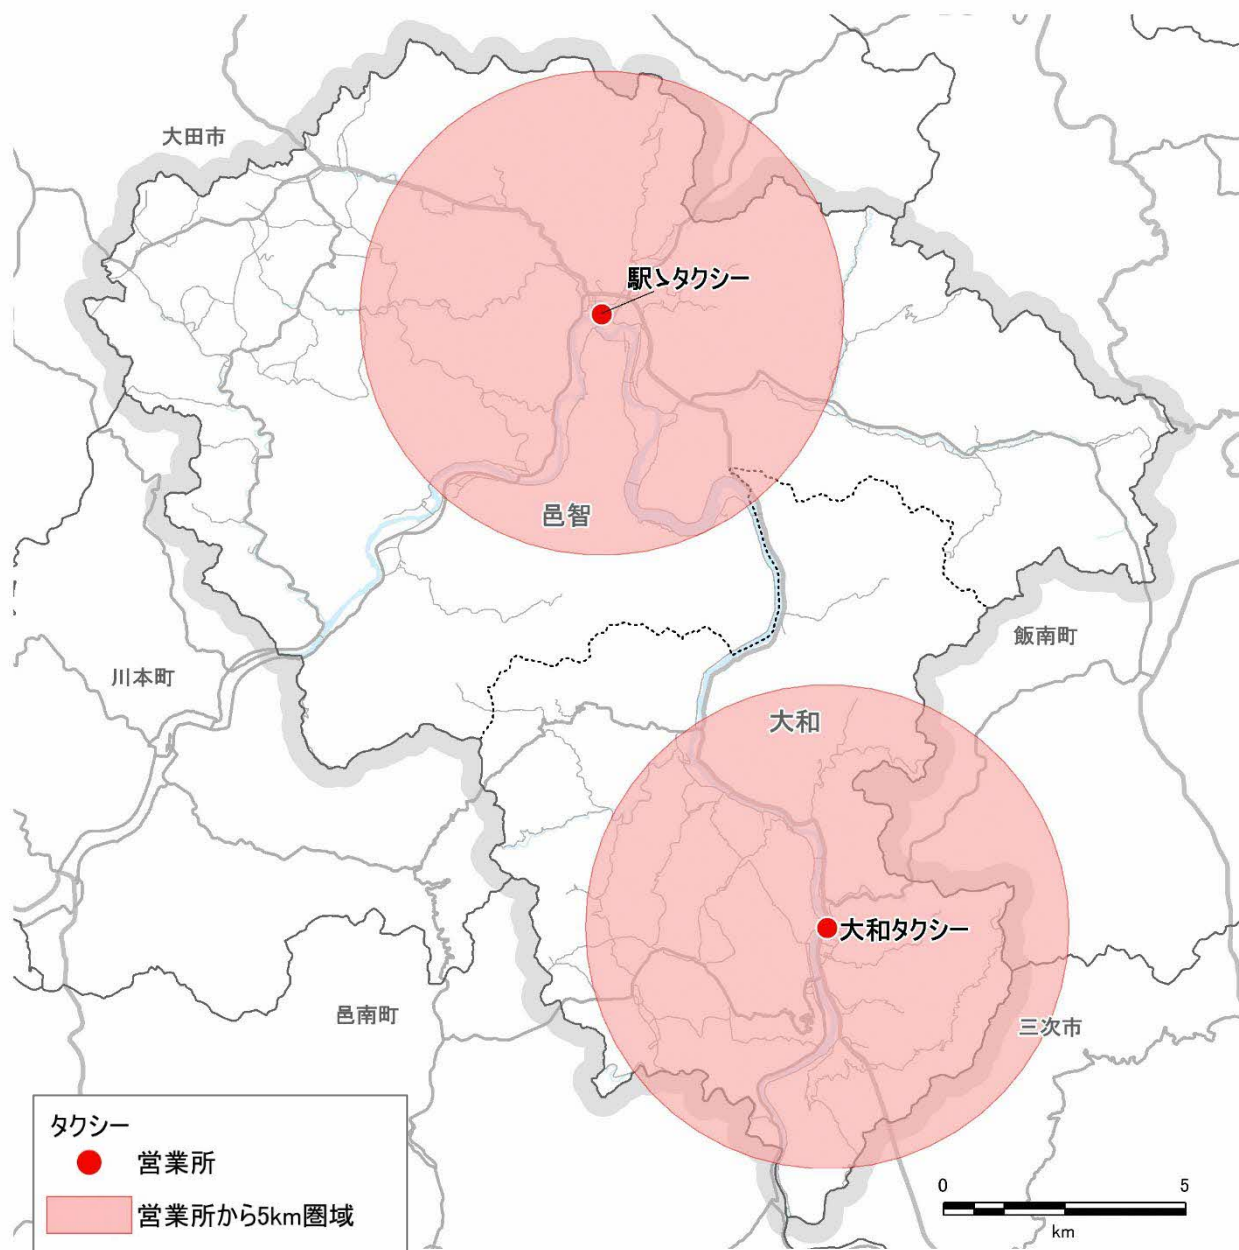 大田市
駅ゝタクシー
邑智
飯南町
川本町
大和
大和タクシー
邑南町
三次市
タクシー
営業所
営業所から5km圏域
0 5
km